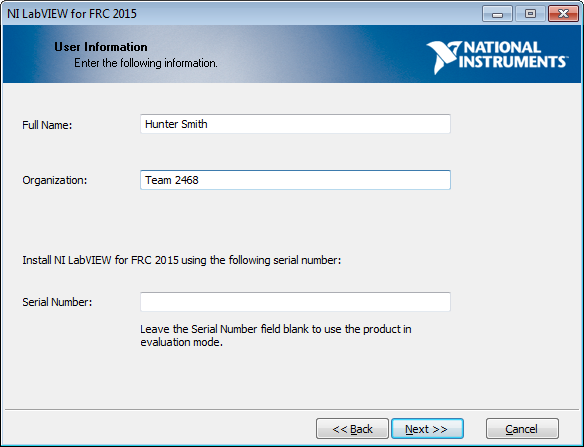 NI LabVIEW for FRC 2015
User Information
Enter the following information.
NATIONAL
INSTRUMENTS
Full Name:
Hunter Smith
Organization:
Team 2468
Install NI LabVIEW for FRC 2015 using the following serial number:
Serial Number:
Leave the Serial Number field blank to use the product in
evaluation mode.
<< Back
Next >>
Cancel